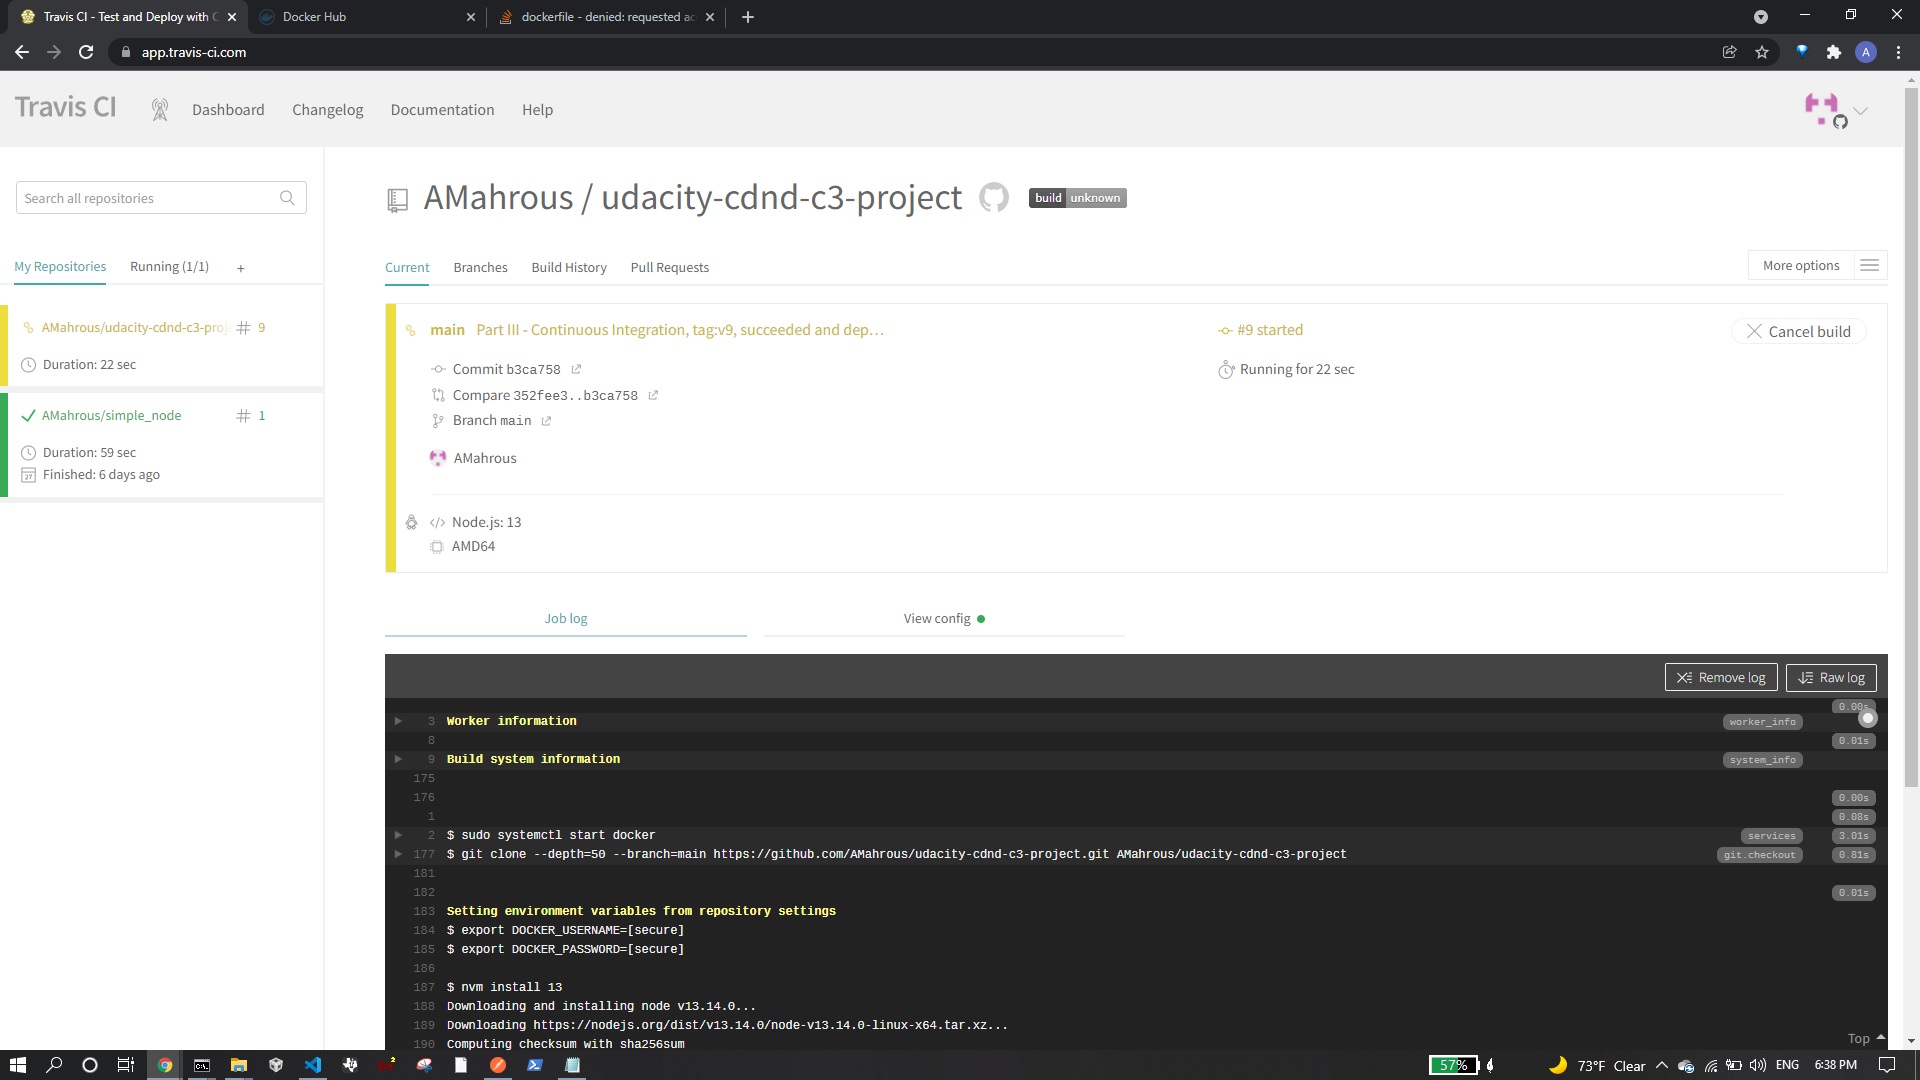 Travis CI - Test and Deploy with C
Docker Hub
dockerfile - denied: requested ac
app.travis-ci.com
A
Travis CI
Dashboard
Changelog
Documentation
Help
Search all repositories
My Repositories
Running (1/1)
+
AMahrous/udacity-cdnd-c3-proj
# 9
Duration: 22 sec
AMahrous/simple_node
# 1
Duration: 59 sec
27
Finished: 6 days ago
AMahrous / udacity-cdnd-c3-project
build unknown
Current
Branches
Build History
Pull Requests
More options
main Part III - Continuous Integration, tag:v9, succeeded and dep…
#9 started
Cancel build
Commit b3ca758
Running for 22 sec
Compare 352fee3..b3ca758
Branch main
AMahrous
</> Node.js: 13
AMD64
Job log
View config
Remove log
Raw log
0.00s
3 Worker information worker_info
8 0.01s
9 Build system information system_info
175
176 0.00s
1 0.08s
2 $ sudo systemctl start docker services 3.01s
177 $ git clone --depth=50 --branch=main https://github.com/AMahrous/udacity-cdnd-c3-project.git AMahrous/udacity-cdnd-c3-project git.checkout 0.81s
181
182 0.01s
183 Setting environment variables from repository settings
184 $ export DOCKER_USERNAME=[secure]
185 $ export DOCKER_PASSWORD=[secure]
186
187 $ nvm install 13
188 Downloading and installing node v13.14.0...
189 Downloading https://nodejs.org/dist/v13.14.0/node-v13.14.0-linux-x64.tar.xz...
190 Computing checksum with sha256sum
Top
57%
73°F Clear
ENG
6:38 PM